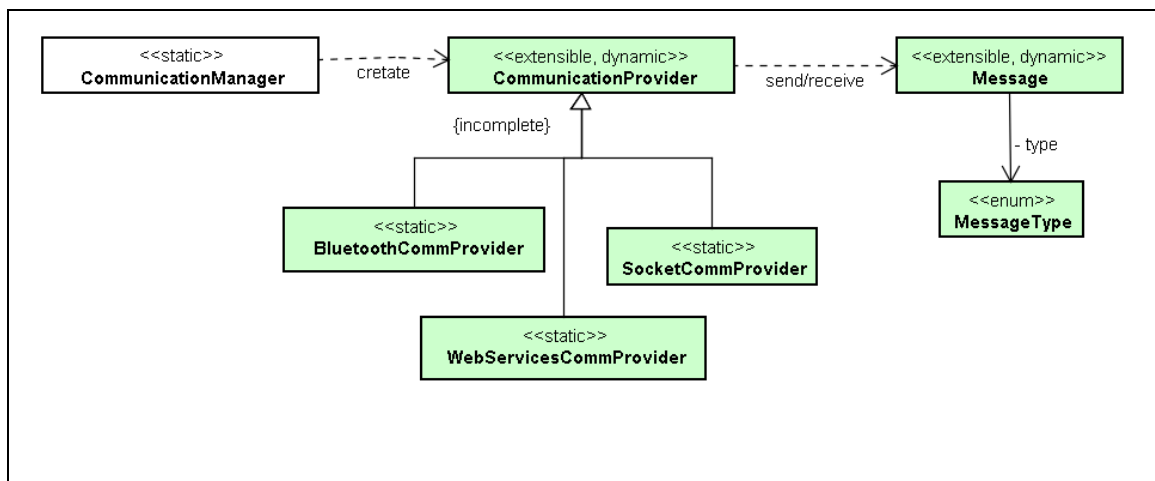 <<static>>
CommunicationManager
cretate
<<extensible, dynamic>>
CommunicationProvider
send/receive
<<extensible, dynamic>>
Message
{incomplete}
- type
<<enum>>
MessageType
<<static>>
BluetoothCommProvider
<<static>>
SocketCommProvider
<<static>>
WebServicesCommProvider